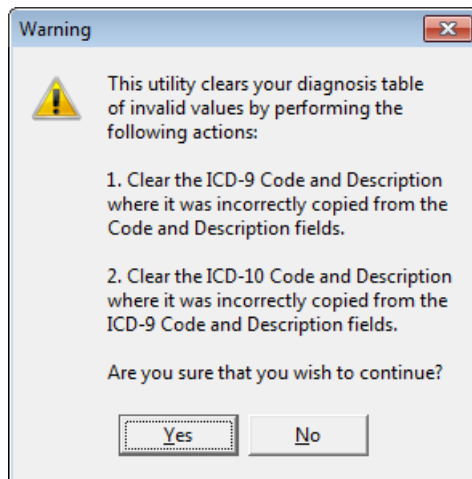 Warning
This utility clears your diagnosis table
of invalid values by performing the
following actions:
1. Clear the ICD-9 Code and Description
where it was incorrectly copied from the
Code and Description fields.
2. Clear the ICD-10 Code and Description
where it was incorrectly copied from the
ICD-9 Code and Description fields.
Are you sure that you wish to continue?
Yes No